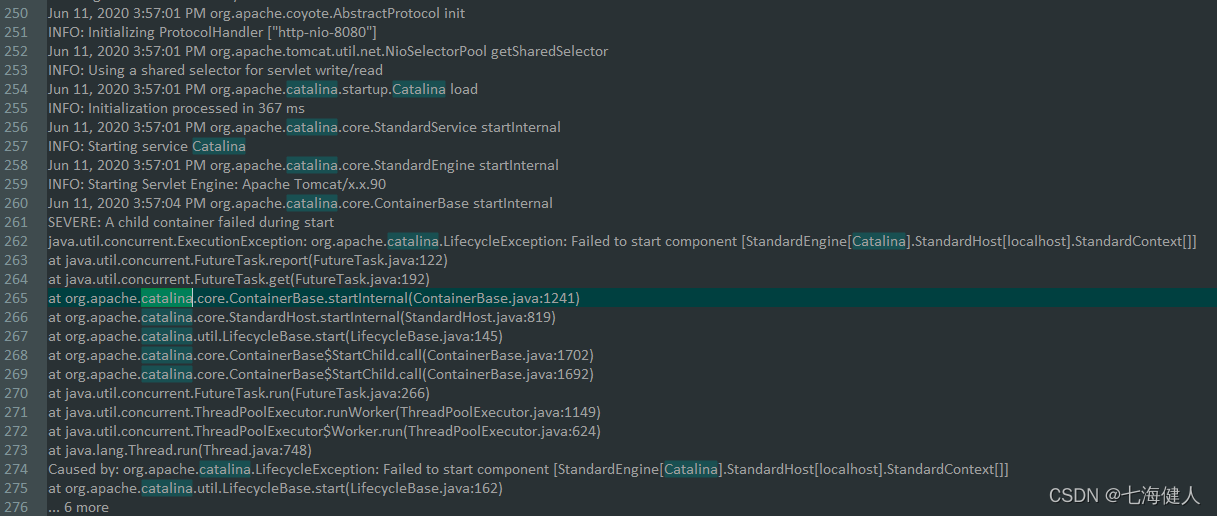 250 Jun 11, 2020 3:57:01 PM org.apache.coyote.AbstractProtocol init
251 INFO: Initializing ProtocolHandler ["http-nio-8080"]
252 Jun 11, 2020 3:57:01 PM org.apache.tomcat.util.net.NioSelectorPool getSharedSelector
253 INFO: Using a shared selector for servlet write/read
254 Jun 11, 2020 3:57:01 PM org.apache.catalina.startup.Catalina load
255 INFO: Initialization processed in 367 ms
256 Jun 11, 2020 3:57:01 PM org.apache.catalina.core.StandardService startInternal
257 INFO: Starting service Catalina
258 Jun 11, 2020 3:57:01 PM org.apache.catalina.core.StandardEngine startInternal
259 INFO: Starting Servlet Engine: Apache Tomcat/x.x.90
260 Jun 11, 2020 3:57:04 PM org.apache.catalina.core.ContainerBase startInternal
261 SEVERE: A child container failed during start
262 java.util.concurrent.ExecutionException: org.apache.catalina.LifecycleException: Failed to start component [StandardEngine[Catalina].StandardHost[localhost].StandardContext[]]
263 at java.util.concurrent.FutureTask.report(FutureTask.java:122)
264 at java.util.concurrent.FutureTask.get(FutureTask.java:192)
265 at org.apache.catalina.core.ContainerBase.startInternal(ContainerBase.java:1241)
266 at org.apache.catalina.core.StandardHost.startInternal(StandardHost.java:819)
267 at org.apache.catalina.util.LifecycleBase.start(LifecycleBase.java:145)
268 at org.apache.catalina.core.ContainerBase$StartChild.call(ContainerBase.java:1702)
269 at org.apache.catalina.core.ContainerBase$StartChild.call(ContainerBase.java:1692)
270 at java.util.concurrent.FutureTask.run(FutureTask.java:266)
271 at java.util.concurrent.ThreadPoolExecutor.runWorker(ThreadPoolExecutor.java:1149)
272 at java.util.concurrent.ThreadPoolExecutor$Worker.run(ThreadPoolExecutor.java:624)
273 at java.lang.Thread.run(Thread.java:748)
274 Caused by: org.apache.catalina.LifecycleException: Failed to start component [StandardEngine[Catalina].StandardHost[localhost].StandardContext[]]
275 at org.apache.catalina.util.LifecycleBase.start(LifecycleBase.java:162)
276 ... 6 more
CSDN @七海健人